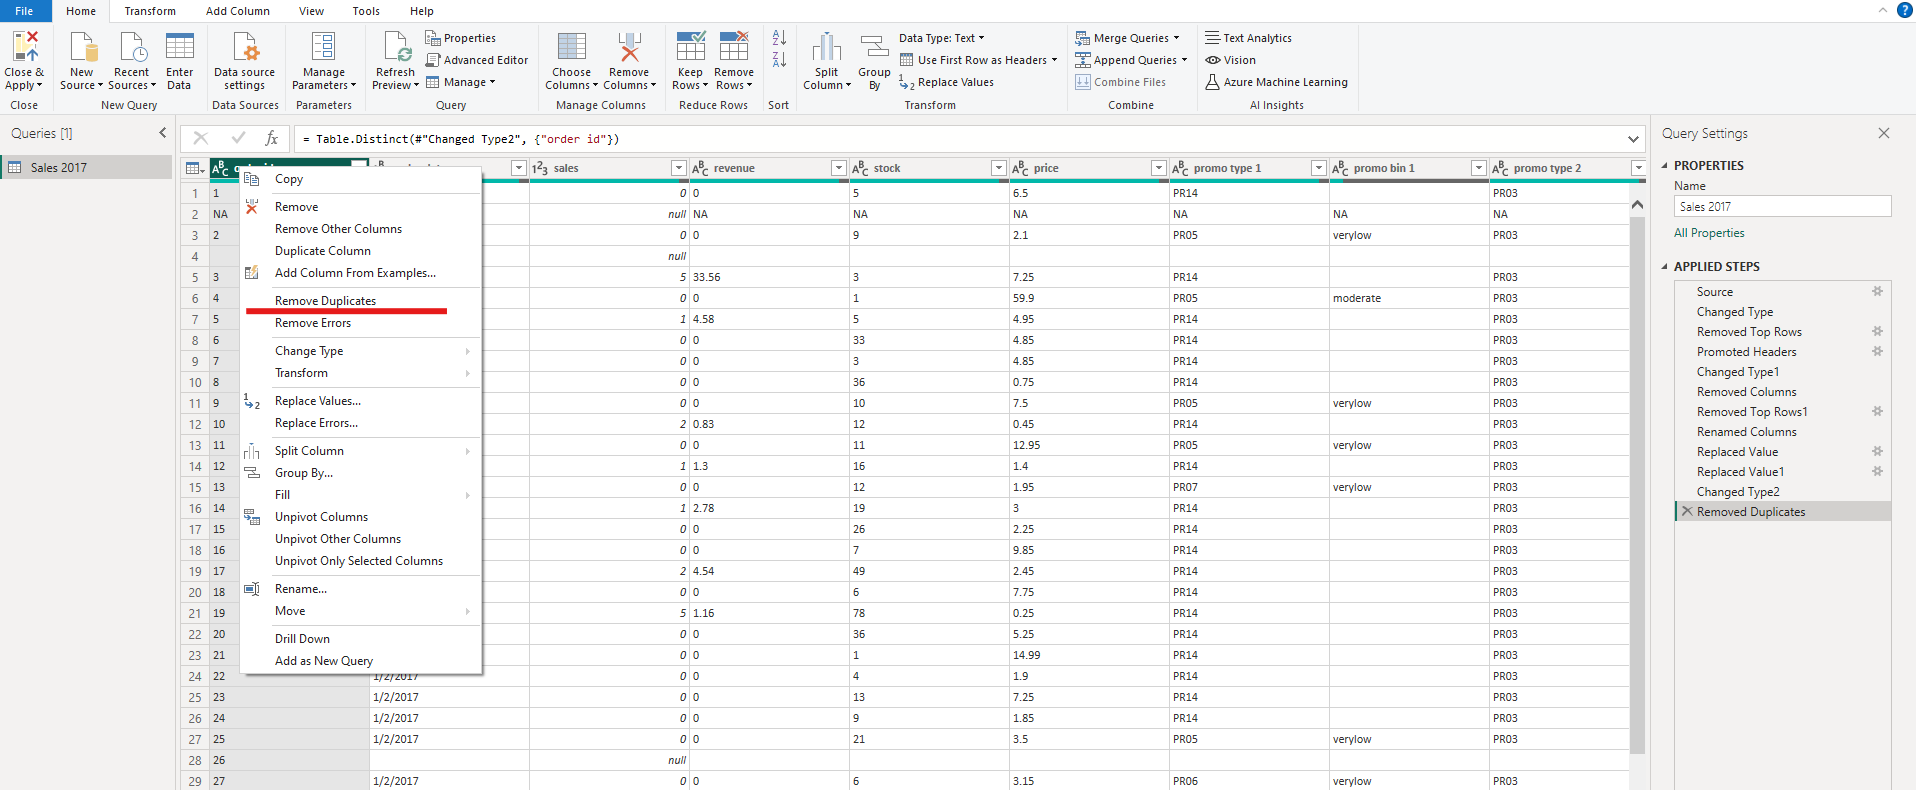 File Home Transform Add Column View Tools Help
Close & Apply
New Source
Recent Sources
Enter Data
Data source settings
Manage Parameters
Refresh Preview
Properties
Advanced Editor
Manage
Choose Columns
Remove Columns
Keep Rows
Remove Rows
Split Column
Group By
Data Type: Text
Use First Row as Headers
Replace Values
Merge Queries
Append Queries
Combine Files
Text Analytics
Vision
Azure Machine Learning
Close New Query Data Sources Parameters Query Manage Columns Reduce Rows Sort Transform Combine AI Insights
Queries [1]
Sales 2017
fx = Table.Distinct(#"Changed Type2", {"order id"})
sales revenue stock price promo type 1 promo bin 1 promo type 2
1 1 0 0 5 6.5 PR14 PR03
2 NA null NA NA NA NA NA NA
3 2 0 0 9 2.1 PR05 verylow PR03
4 null
5 3 5 33.56 3 7.25 PR14 PR03
6 4 0 0 1 59.9 PR05 moderate PR03
7 5 1 4.58 5 4.95 PR14 PR03
8 6 0 0 33 4.85 PR14 PR03
9 7 0 0 3 4.85 PR14 PR03
10 8 0 0 36 0.75 PR14 PR03
11 9 0 0 10 7.5 PR05 verylow PR03
12 10 2 0.83 12 0.45 PR14 PR03
13 11 0 0 11 12.95 PR05 verylow PR03
14 12 1 1.3 16 1.4 PR14 PR03
15 13 0 0 12 1.95 PR07 verylow PR03
16 14 1 2.78 19 3 PR14 PR03
17 15 0 0 26 2.25 PR14 PR03
18 16 0 0 7 9.85 PR14 PR03
19 17 2 4.54 49 2.45 PR14 PR03
20 18 0 0 6 7.75 PR14 PR03
21 19 5 1.16 78 0.25 PR14 PR03
22 20 0 0 36 5.25 PR14 PR03
23 21 0 0 1 14.99 PR14 PR03
24 22 1/2/2017 0 0 4 1.9 PR14 PR03
25 23 1/2/2017 0 0 13 7.25 PR14 PR03
26 24 1/2/2017 0 0 9 1.85 PR14 PR03
27 25 1/2/2017 0 0 21 3.5 PR05 verylow PR03
28 26 null
29 27 1/2/2017 0 0 6 3.15 PR06 verylow PR03
Copy
Remove
Remove Other Columns
Duplicate Column
Add Column From Examples...
Remove Duplicates
Remove Errors
Change Type
Transform
Replace Values...
Replace Errors...
Split Column
Group By...
Fill
Unpivot Columns
Unpivot Other Columns
Unpivot Only Selected Columns
Rename...
Move
Drill Down
Add as New Query
Query Settings
PROPERTIES
Name
Sales 2017
All Properties
APPLIED STEPS
Source
Changed Type
Removed Top Rows
Promoted Headers
Changed Type1
Removed Columns
Removed Top Rows1
Renamed Columns
Replaced Value
Replaced Value1
Changed Type2
Removed Duplicates